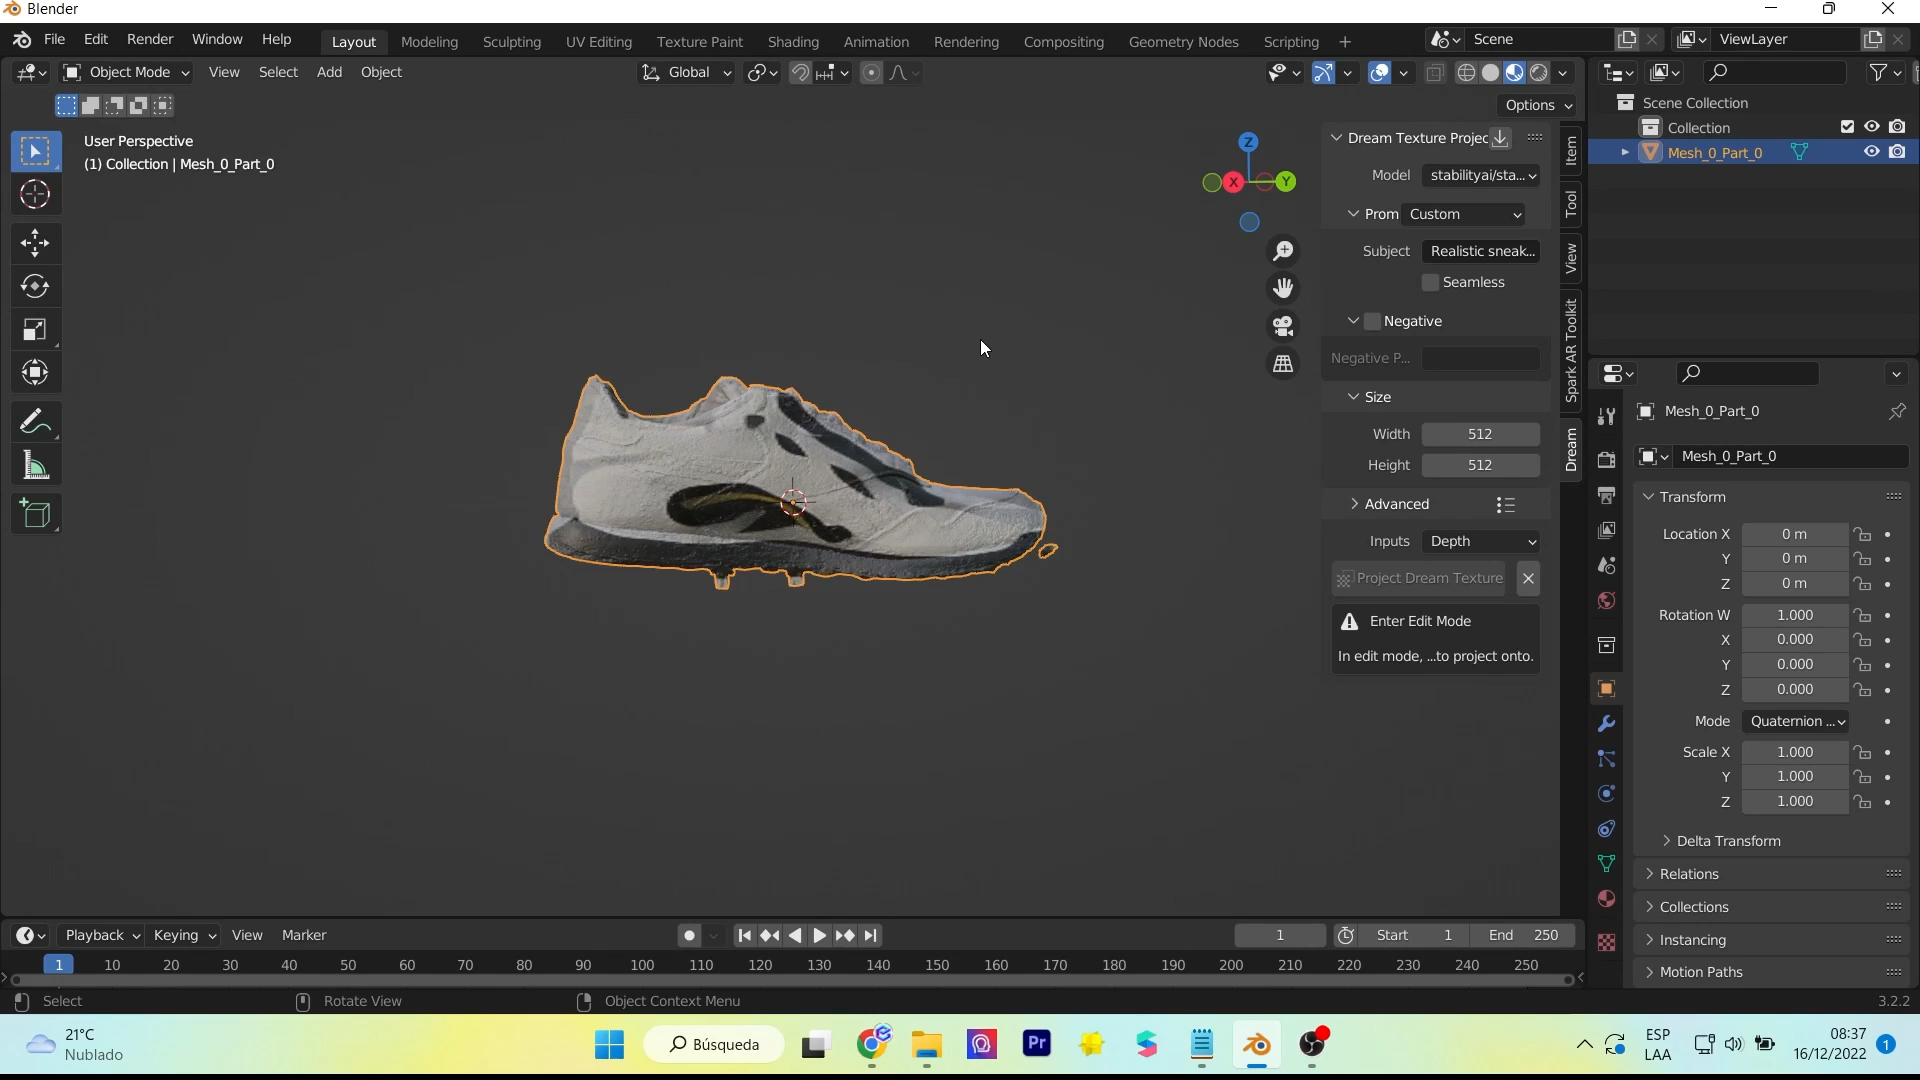 Blender
File Edit Render Window Help Layout Modeling Sculpting UV Editing Texture Paint Shading Animation Rendering Compositing Geometry Nodes Scripting + Scene ViewLayer
Object Mode View Select Add Object Global
Options
User Perspective
(1) Collection | Mesh_0_Part_0
Z
X
Y
Dream Texture Projec
Model stabilityai/sta...
Prom Custom
Subject Realistic sneak...
Seamless
Negative
Negative P...
Size
Width 512
Height 512
Advanced
Inputs Depth
Project Dream Texture
Enter Edit Mode
In edit mode, ...to project onto.
Item
Tool
View
Spark AR Toolkit
Dream
Scene Collection
Collection
Mesh_0_Part_0
Mesh_0_Part_0
Mesh_0_Part_0
Transform
Location X 0 m
Y 0 m
Z 0 m
Rotation W 1.000
X 0.000
Y 0.000
Z 0.000
Mode Quaternion ...
Scale X 1.000
Y 1.000
Z 1.000
Delta Transform
Relations
Collections
Instancing
Motion Paths
Playback Keying View Marker 1 Start 1 End 250
1 10 20 30 40 50 60 70 80 90 100 110 120 130 140 150 160 170 180 190 200 210 220 230 240 250
Select Rotate View Object Context Menu 3.2.2
21°C
Nublado
Búsqueda
Pr
ESP
LAA
08:37
16/12/2022
1